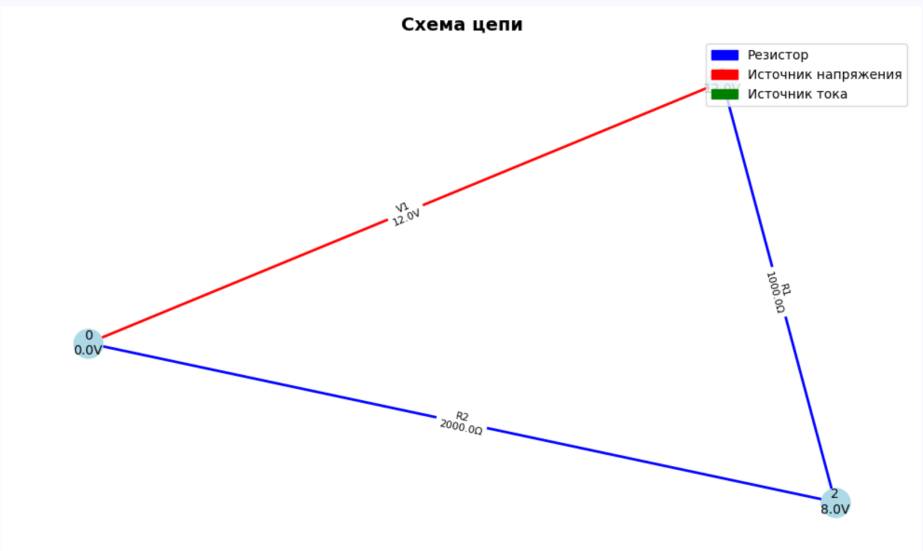 Схема цепи
Резистор
Источник напряжения
Источник тока
V1
12.0V
R1
1000.0Ω
0
0.0V
R2
2000.0Ω
2
8.0V